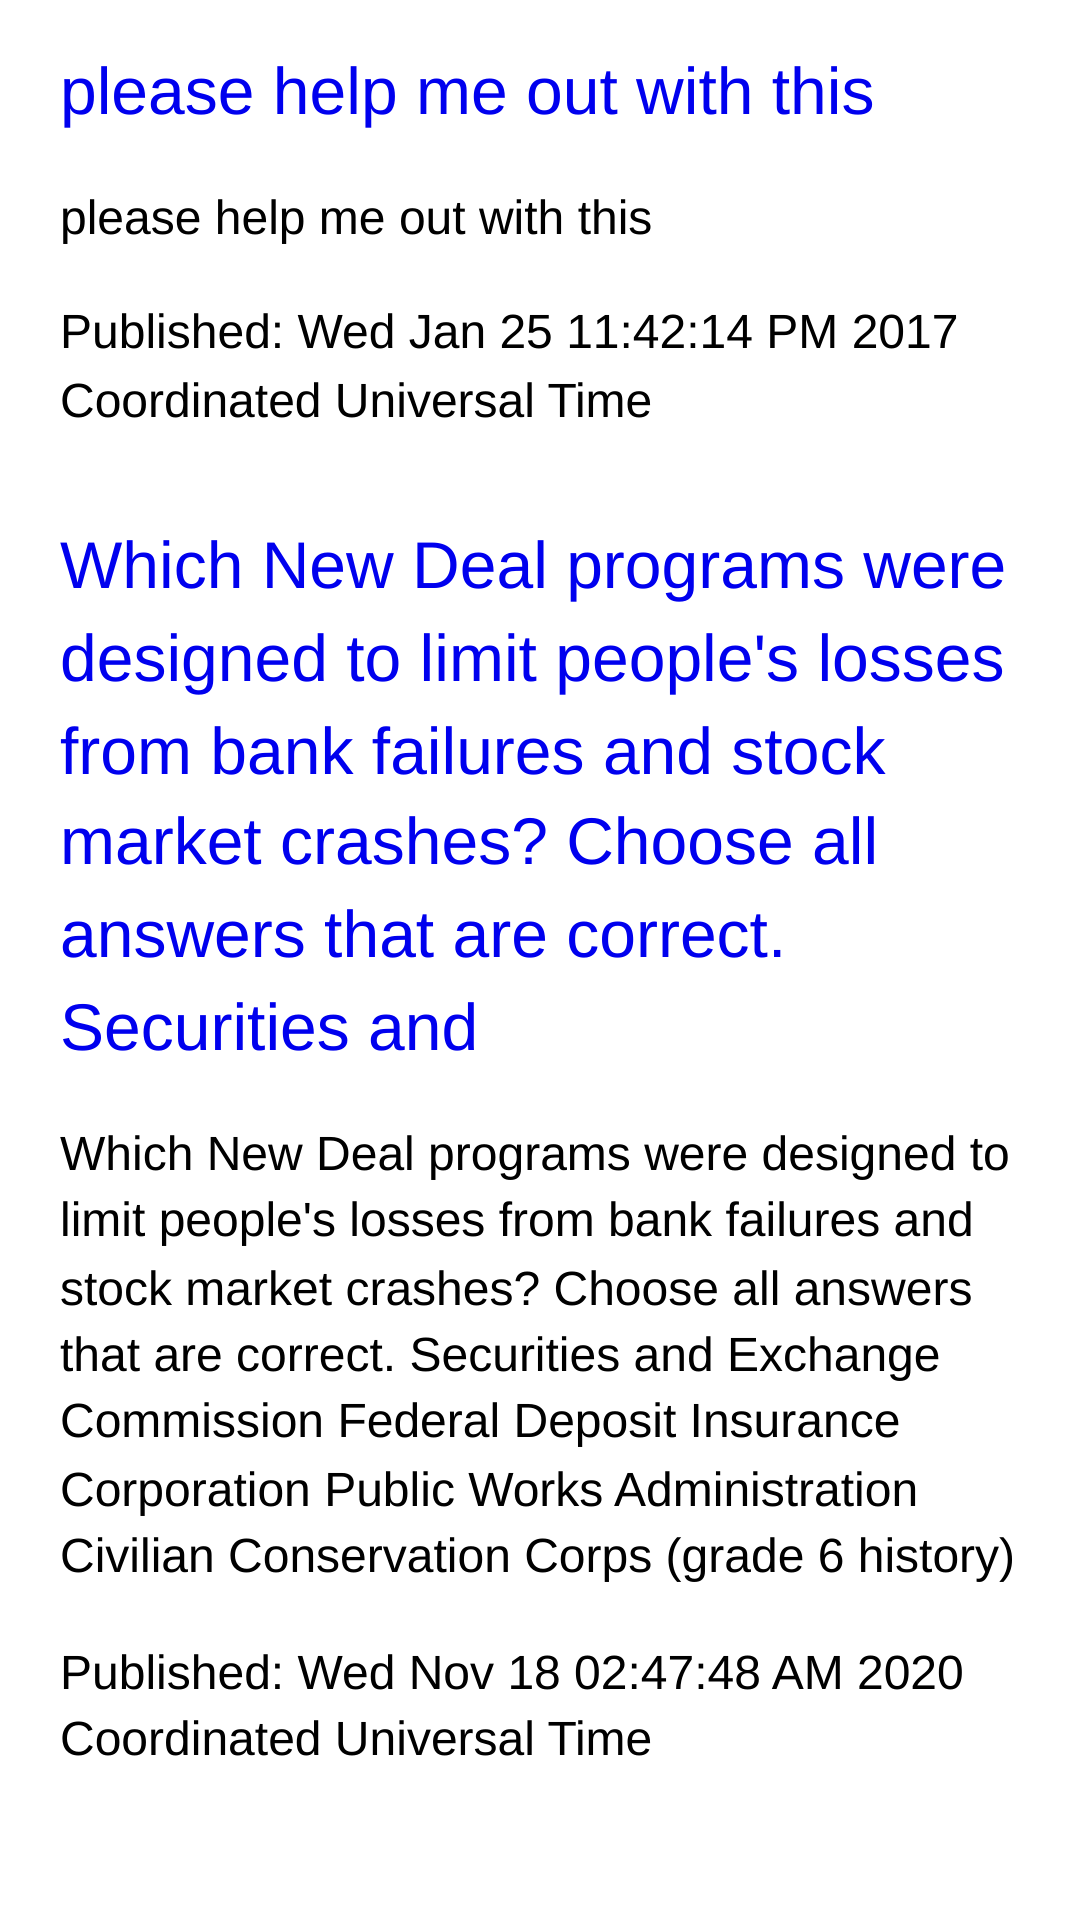 please help me out with this
please help me out with this
Published: Wed Jan 25 11:42:14 PM 2017
Coordinated Universal Time
Which New Deal programs were
designed to limit people's losses
from bank failures and stock
market crashes? Choose all
answers that are correct.
Securities and
Which New Deal programs were designed to
limit people's losses from bank failures and
stock market crashes? Choose all answers
that are correct. Securities and Exchange
Commission Federal Deposit Insurance
Corporation Public Works Administration
Civilian Conservation Corps (grade 6 history)
Published: Wed Nov 18 02:47:48 AM 2020
Coordinated Universal Time